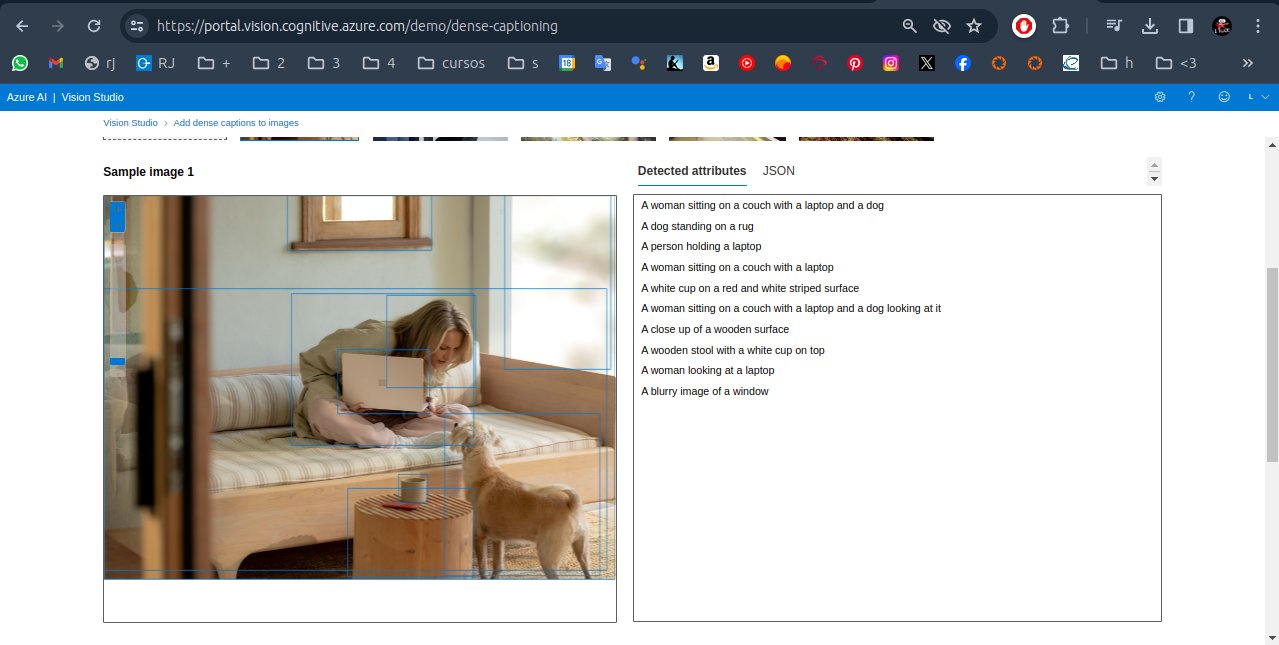 https://portal.vision.cognitive.azure.com/demo/dense-captioning
rj RJ + 2 3 4 cursos s 18 h <3 »
Azure AI | Vision Studio ? L
Vision Studio > Add dense captions to images
Sample image 1
Detected attributes JSON
A woman sitting on a couch with a laptop and a dog
A dog standing on a rug
A person holding a laptop
A woman sitting on a couch with a laptop
A white cup on a red and white striped surface
A woman sitting on a couch with a laptop and a dog looking at it
A close up of a wooden surface
A wooden stool with a white cup on top
A woman looking at a laptop
A blurry image of a window